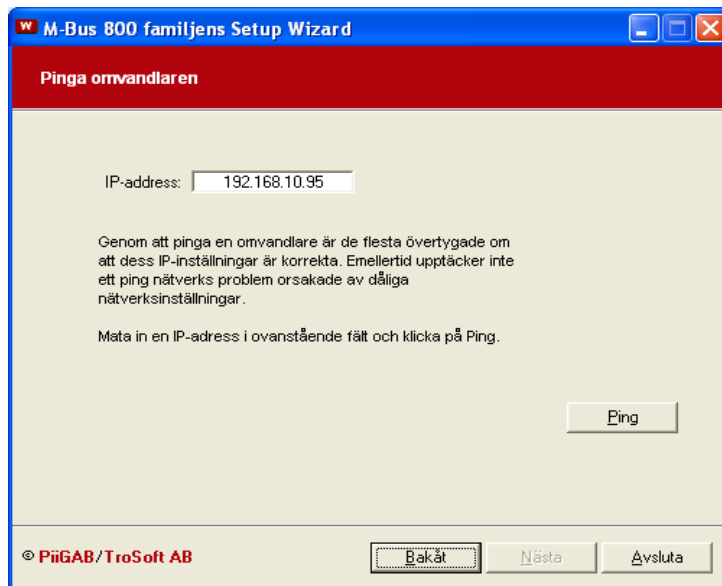 W M-Bus 800 familjens Setup Wizard
Pinga omvandlaren
IP-address: 192.168.10.95
Genom att pinga en omvandlare är de flesta övertygade om
att dess IP-inställningar är korrekta. Emellertid upptäcker inte
ett ping nätverks problem orsakade av dåliga
nätverksinställningar.
Mata in en IP-adress i ovanstående fält och klicka på Ping.
Ping
© PiiGAB/TroSoft AB Bakåt Nästa Avsluta